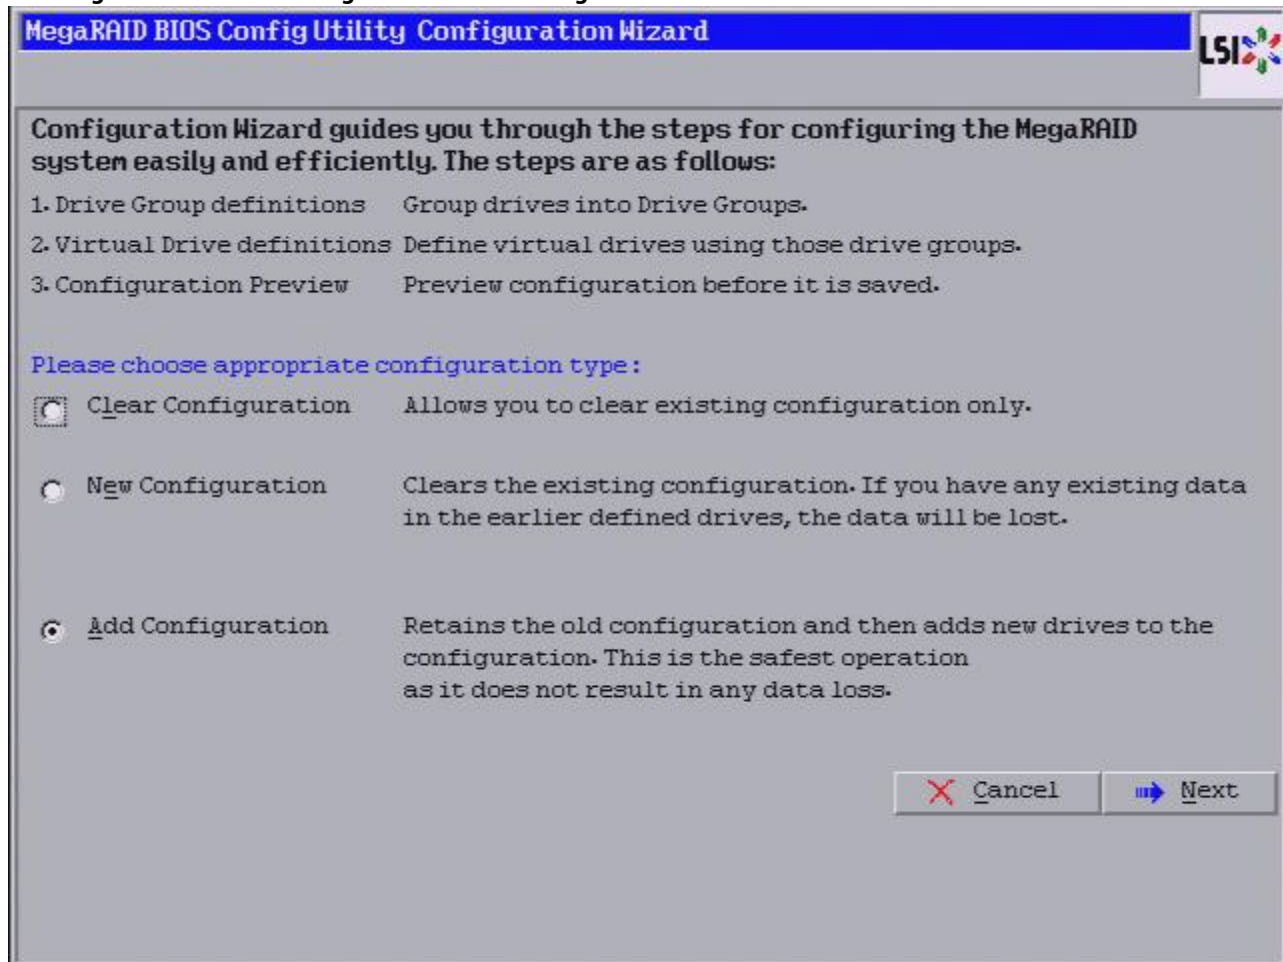 MegaRAID BIOS Config Utility Configuration Wizard
LSI
Configuration Wizard guides you through the steps for configuring the MegaRAID
system easily and efficiently. The steps are as follows:
1. Drive Group definitions Group drives into Drive Groups.
2. Virtual Drive definitions Define virtual drives using those drive groups.
3. Configuration Preview Preview configuration before it is saved.
Please choose appropriate configuration type:
Clear Configuration Allows you to clear existing configuration only.
New Configuration Clears the existing configuration. If you have any existing data
in the earlier defined drives, the data will be lost.
Add Configuration Retains the old configuration and then adds new drives to the
configuration. This is the safest operation
as it does not result in any data loss.
Cancel Next